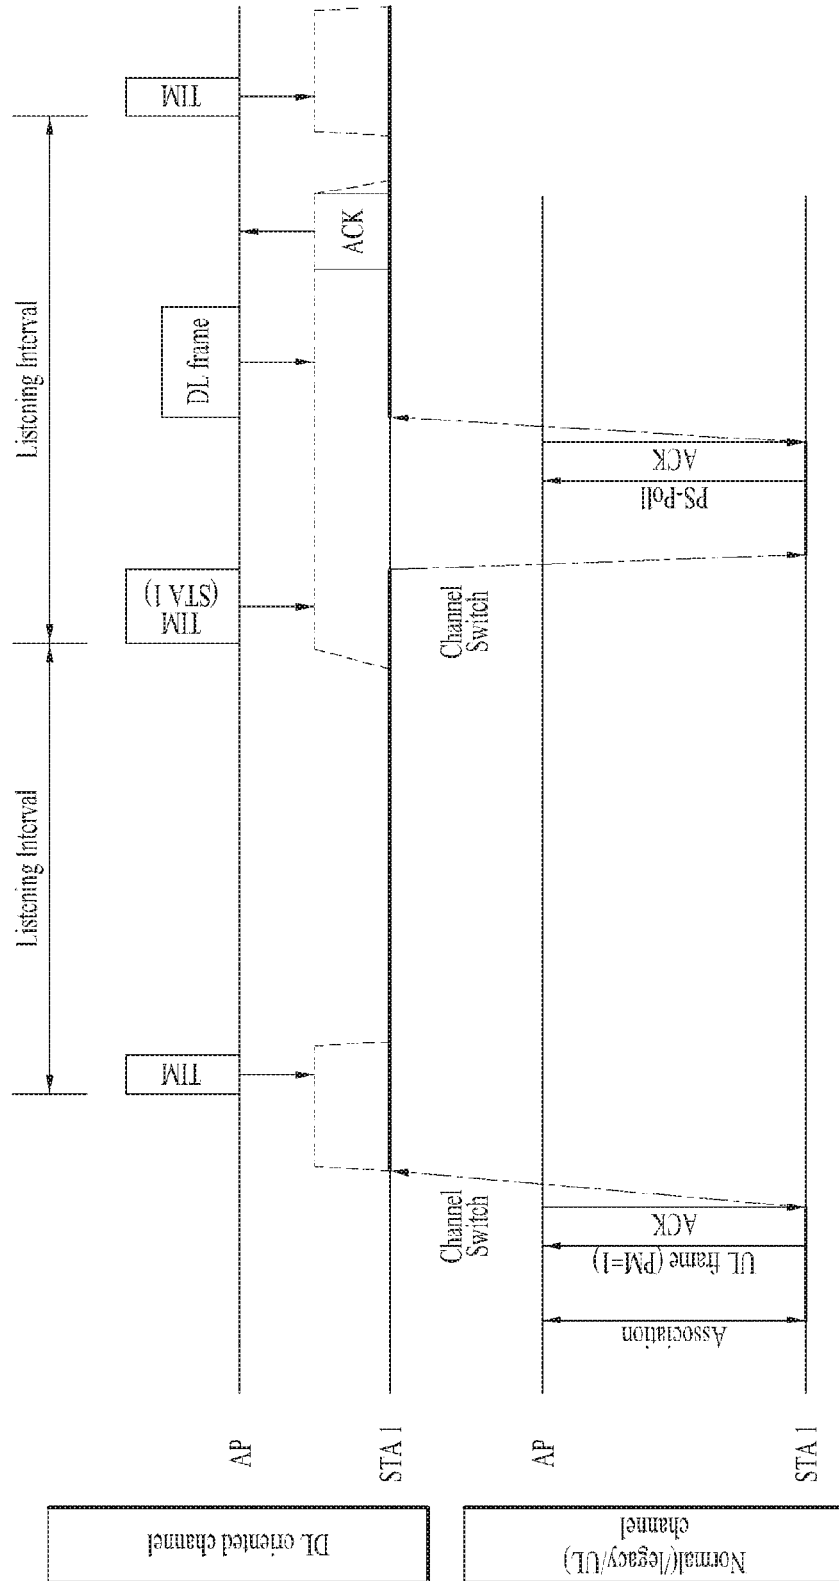 DL oriented channel
AP
STA 1
Listening Interval
Listening Interval
TIM
TIM
(STA 1)
DL frame
ACK
TIM
Normal(/legacy/UL)
channel
AP
STA 1
Association
UL frame (PM=1)
ACK
Channel
Switch
Channel
Switch
PS-Poll
ACK